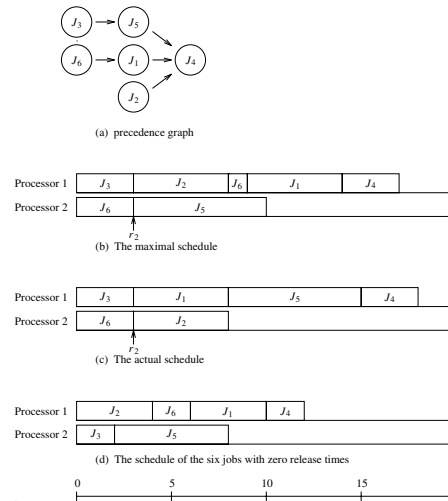 J3 J5
J6 J1 J4
J2
(a) precedence graph
Processor 1 J3 J2 J6 J1 J4
Processor 2 J6 J5
r2
(b) The maximal schedule
Processor 1 J3 J1 J5 J4
Processor 2 J6 J2
r2
(c) The actual schedule
Processor 1 J2 J6 J1 J4
Processor 2 J3 J5
(d) The schedule of the six jobs with zero release times
0 5 10 15